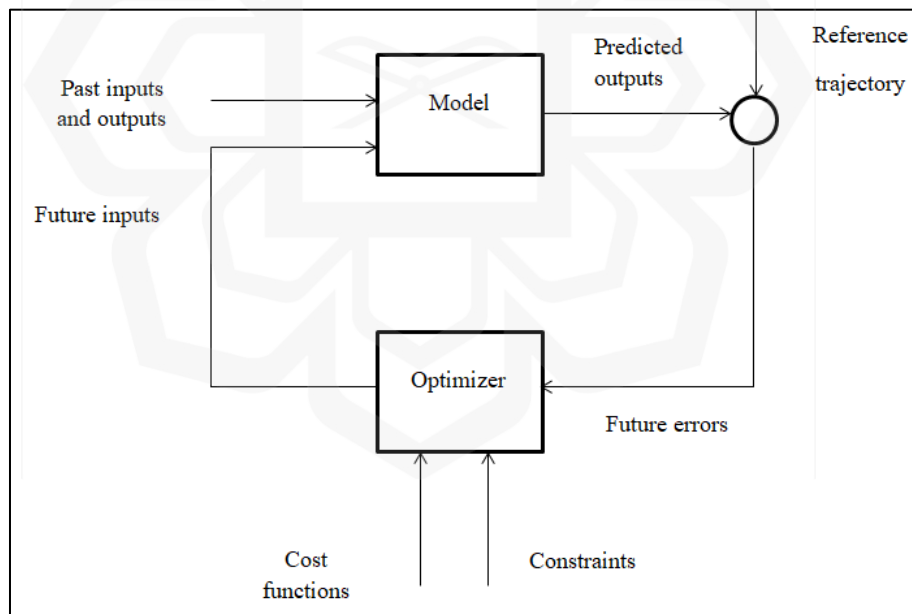 Predicted
outputs
Reference
trajectory
Past inputs
and outputs
Model
Future inputs
Optimizer
Future errors
Cost
functions
Constraints